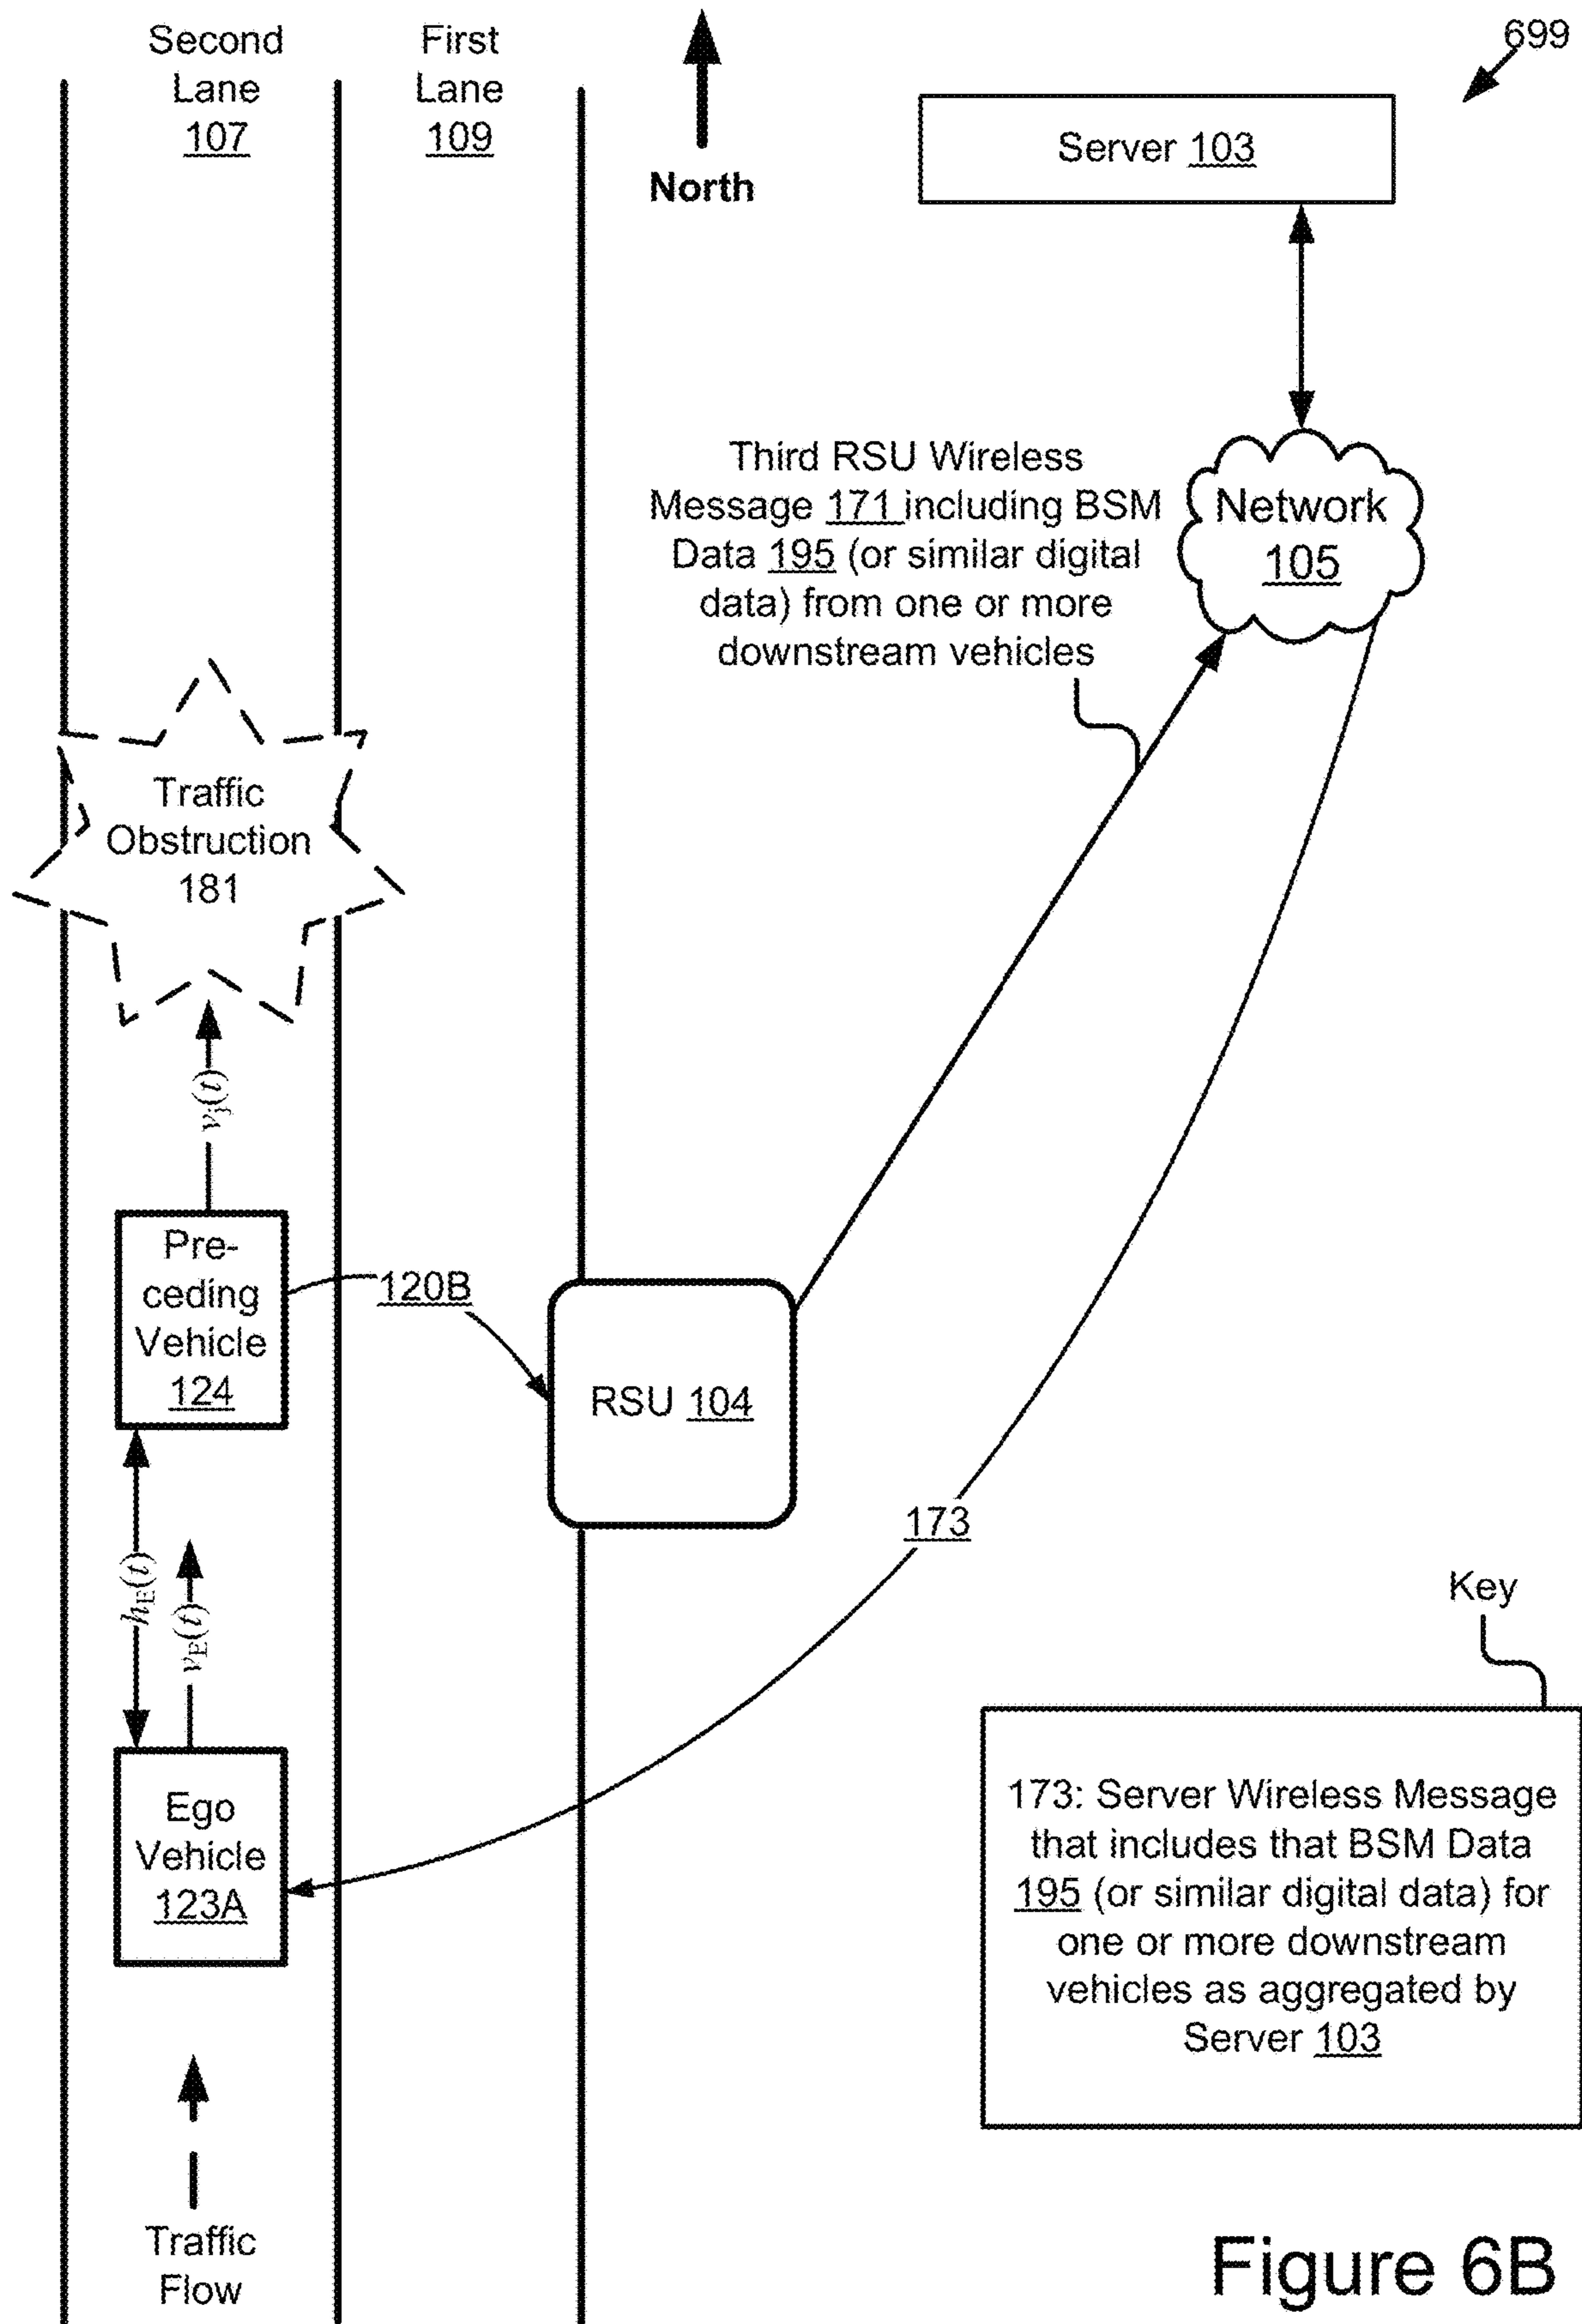 Second
Lane
107
First
Lane
109
North
699
Server 103
Third RSU Wireless
Message 171 including BSM
Data 195 (or similar digital
data) from one or more
downstream vehicles
Network
105
Traffic
Obstruction
181
vj(t)
Pre-
ceding
Vehicle
124
120B
RSU 104
hE(t)
vE(t)
173
Key
Ego
Vehicle
123A
173: Server Wireless Message
that includes that BSM Data
195 (or similar digital data) for
one or more downstream
vehicles as aggregated by
Server 103
Traffic
Flow
Figure 6B